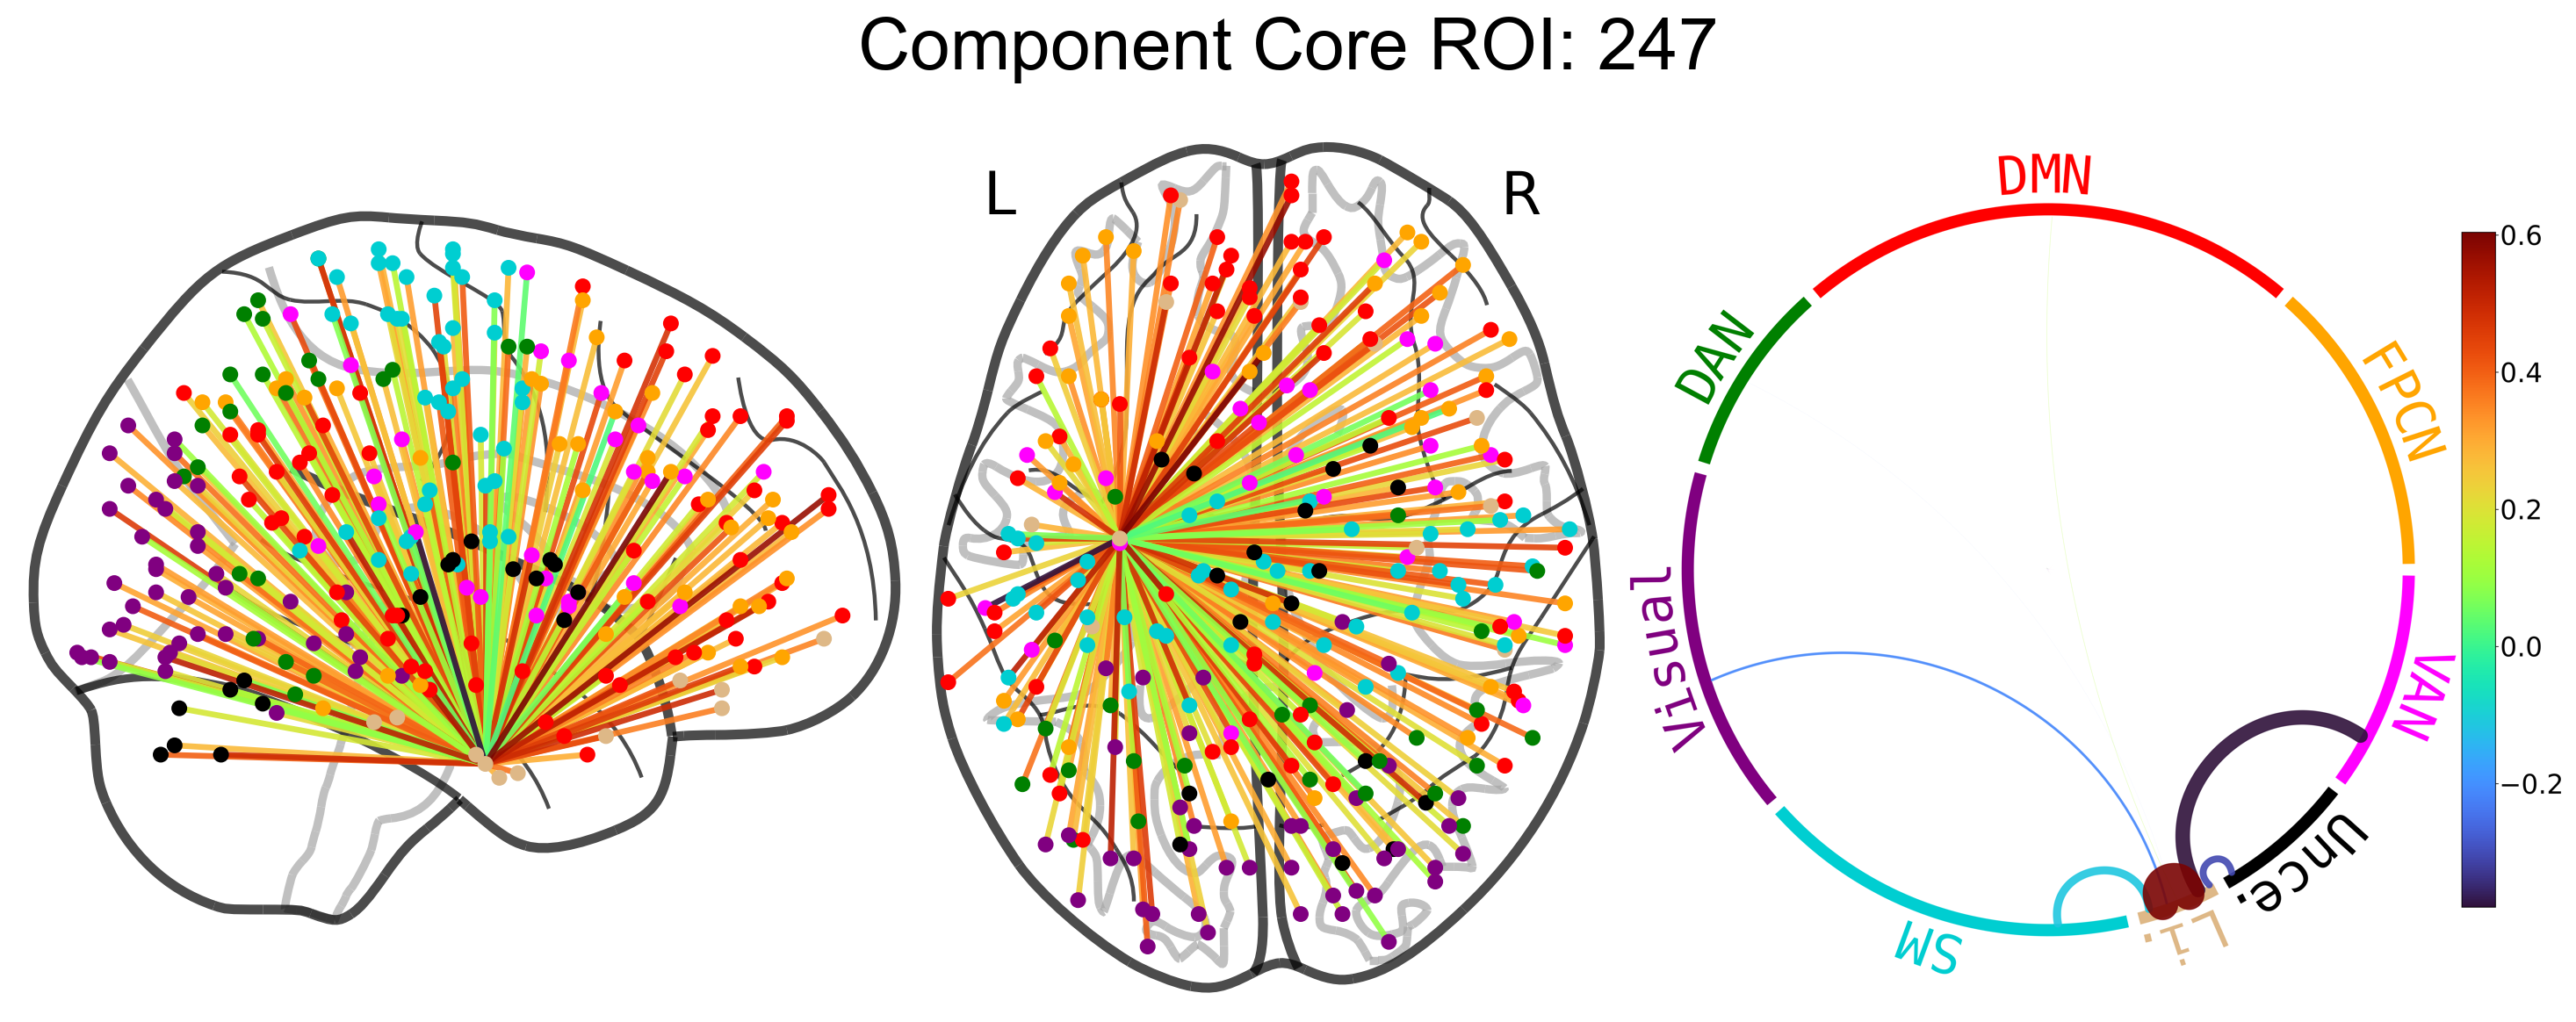 Component Core ROI: 247
L
R
DMN
DAN
FPCN
Visual
VAN
SM
Li.
Unce.
0.6
0.4
0.2
0.0
−0.2